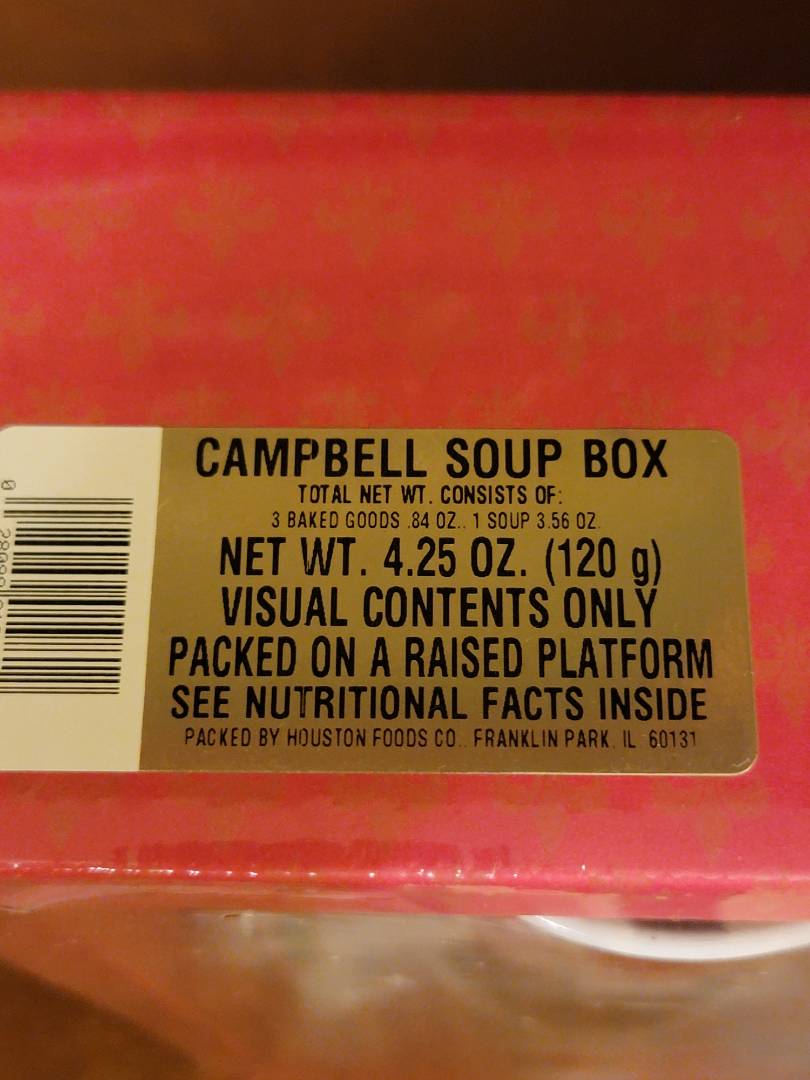 CAMPBELL SOUP BOX
TOTAL NET WT. CONSISTS OF:
3 BAKED GOODS .84 OZ., 1 SOUP 3.56 OZ.
NET WT. 4.25 OZ. (120 g)
VISUAL CONTENTS ONLY
PACKED ON A RAISED PLATFORM
SEE NUTRITIONAL FACTS INSIDE
PACKED BY HOUSTON FOODS CO., FRANKLIN PARK, IL 60131